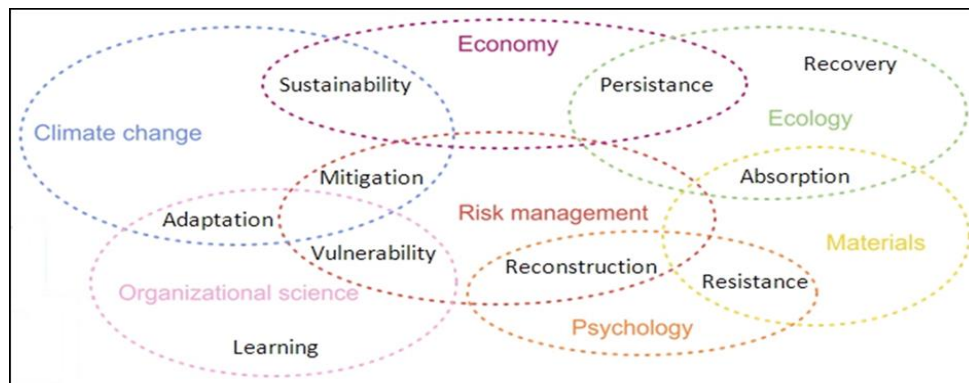 Economy
Recovery
Sustainability
Persistance
Ecology
Climate change
Mitigation
Absorption
Adaptation
Risk management
Vulnerability
Materials
Reconstruction
Resistance
Organizational science
Psychology
Learning